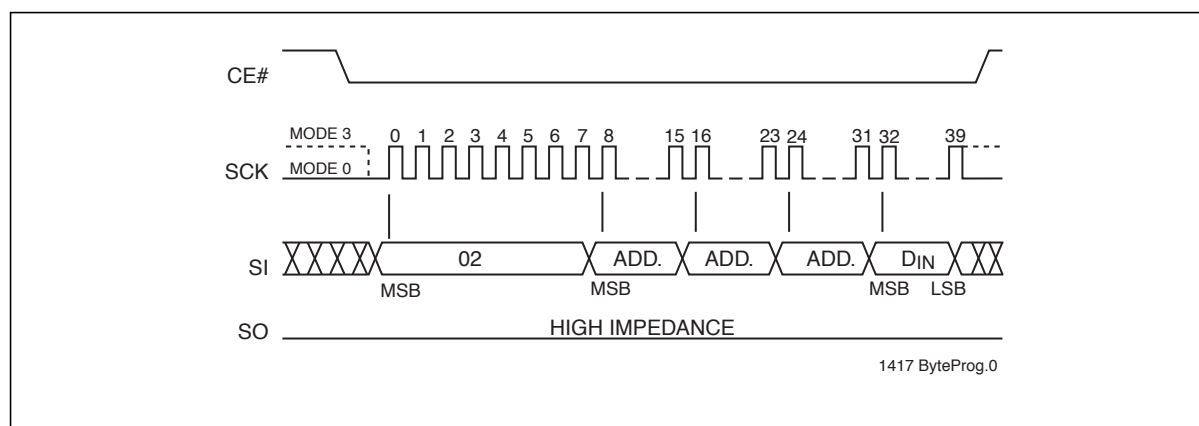 CE#
MODE 3
0 1 2 3 4 5 6 7 8 15 16 23 24 31 32 39
SCK
MODE 0
SI
02 ADD. ADD. ADD. DIN
MSB MSB MSB LSB
SO
HIGH IMPEDANCE
1417 ByteProg.0